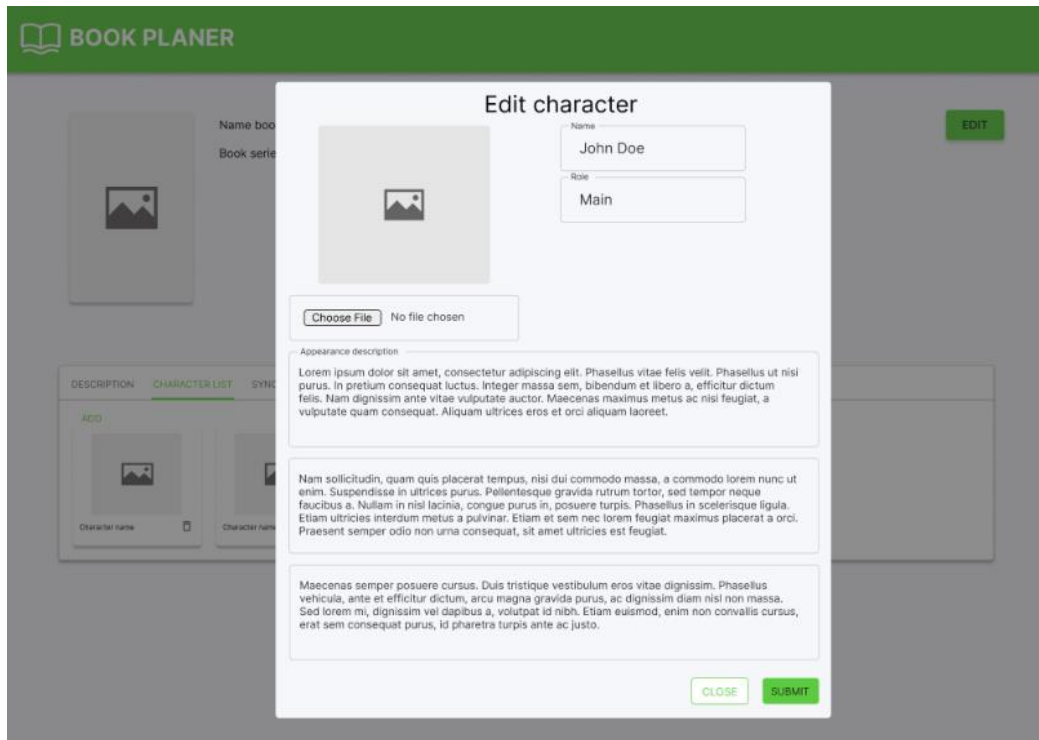 BOOK PLANER
Name boo
Book serie
EDIT
Edit character
Name
John Doe
Role
Main
Choose File No file chosen
Appearance description
Lorem ipsum dolor sit amet, consectetur adipiscing elit. Phasellus vitae felis velit. Phasellus ut nisi
purus. In pretium consequat luctus. Integer massa sem, bibendum et libero a, efficitur dictum
felis. Nam dignissim ante vitae vulputate auctor. Maecenas maximus metus ac nisi feugiat, a
vulputate quam consequat. Aliquam ultrices eros et orci aliquam laoreet.
Nam sollicitudin, quam quis placerat tempus, nisi dui commodo massa, a commodo lorem nunc ut
enim. Suspendisse in ultrices purus. Pellentesque gravida rutrum tortor, sed tempor neque
faucibus a. Nullam in nisl lacinia, congue purus in, posuere turpis. Phasellus in scelerisque ligula.
Etiam ultricies interdum metus a pulvinar. Etiam et sem nec lorem feugiat maximus placerat a orci.
Praesent semper odio non urna consequat, sit amet ultricies est feugiat.
Maecenas semper posuere cursus. Duis tristique vestibulum eros vitae dignissim. Phasellus
vehicula, ante et efficitur dictum, arcu magna gravida purus, ac dignissim diam nisl non massa.
Sed lorem mi, dignissim vel dapibus a, volutpat id nibh. Etiam euismod, enim non convallis cursus,
erat sem consequat purus, id pharetra turpis ante ac justo.
CLOSE SUBMIT
DESCRIPTION CHARACTER LIST SYNC
ADD
Character name
Character name